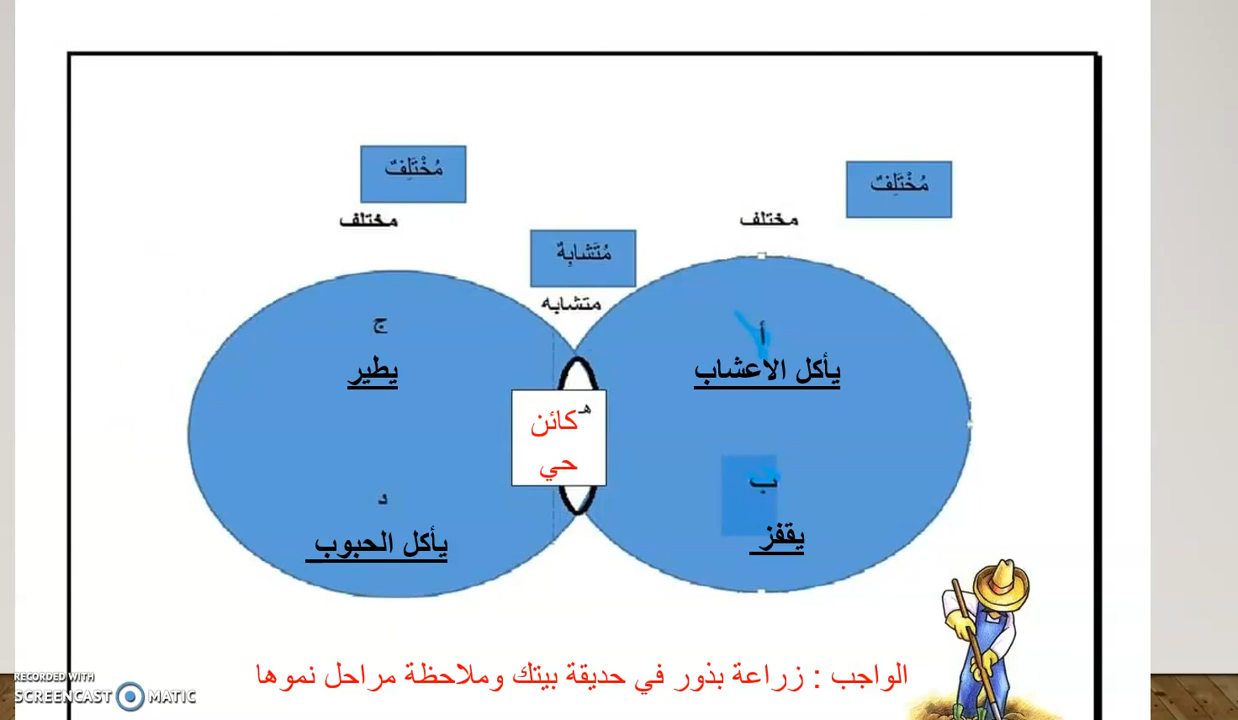 مُخْتَلِفٌ
مُخْتَلِفٌ
مختلف
مختلف
مُتَشابِهٌ
متشابه
أ
يأكل الاعشاب
ب
يقفز
هـ
كائن
حي
ج
يطير
د
يأكل الحبوب
الواجب : زراعة بذور في حديقة بيتك وملاحظة مراحل نموها
RECORDED WITH
SCREENCAST MATIC